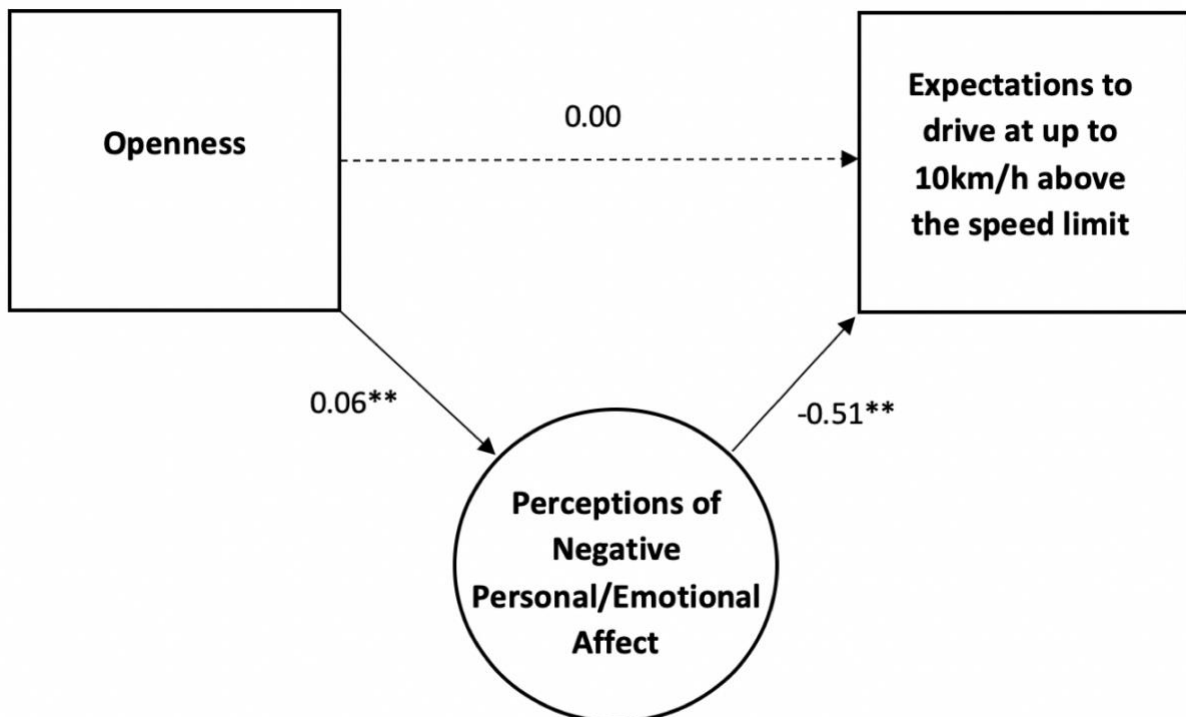 Openness
0.00
Expectations to
drive at up to
10km/h above
the speed limit
0.06**
-0.51**
Perceptions of
Negative
Personal/Emotional
Affect